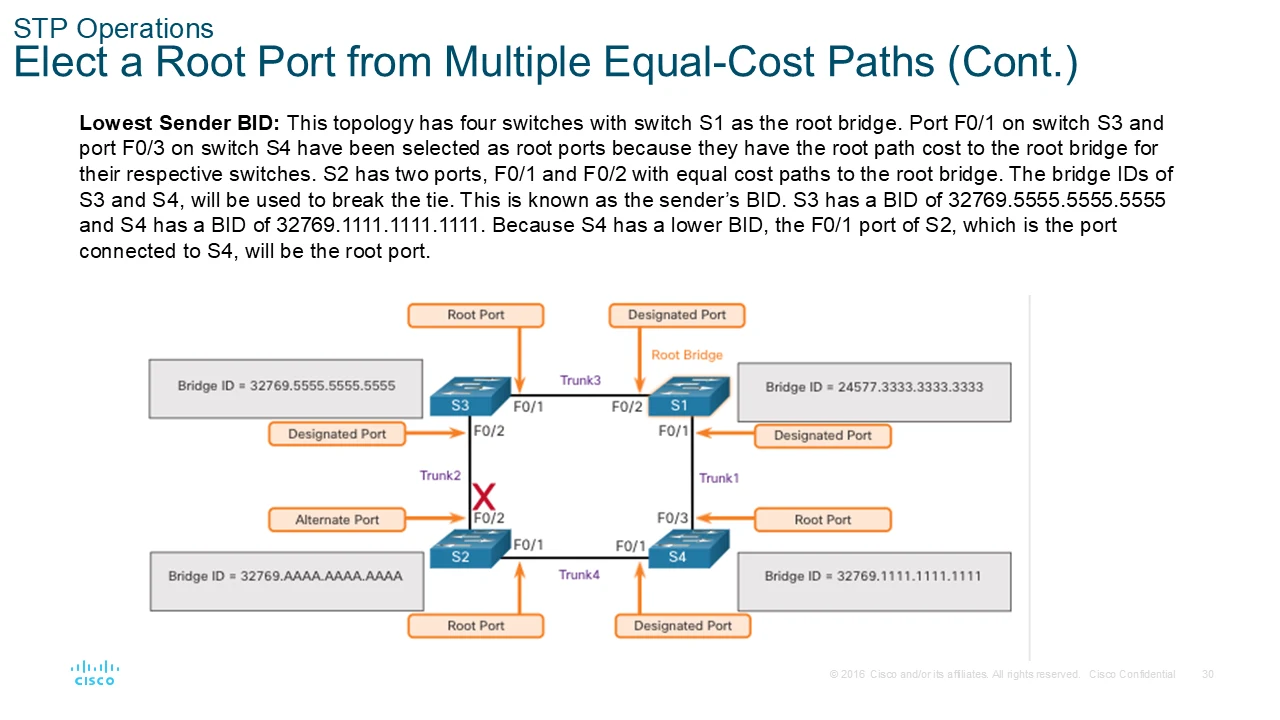 STP Operations
Elect a Root Port from Multiple Equal-Cost Paths (Cont.)
Lowest Sender BID: This topology has four switches with switch S1 as the root bridge. Port F0/1 on switch S3 and
port F0/3 on switch S4 have been selected as root ports because they have the root path cost to the root bridge for
their respective switches. S2 has two ports, F0/1 and F0/2 with equal cost paths to the root bridge. The bridge IDs of
S3 and S4, will be used to break the tie. This is known as the sender’s BID. S3 has a BID of 32769.5555.5555.5555
and S4 has a BID of 32769.1111.1111.1111. Because S4 has a lower BID, the F0/1 port of S2, which is the port
connected to S4, will be the root port.
Root Port
Designated Port
Root Bridge
Bridge ID = 32769.5555.5555.5555
Trunk3
Bridge ID = 24577.3333.3333.3333
S3
F0/1
F0/2
S1
Designated Port
F0/2
F0/1
Designated Port
Trunk2
Trunk1
X
Alternate Port
F0/2
F0/3
Root Port
S2
F0/1
F0/1
S4
Bridge ID = 32769.AAAA.AAAA.AAAA
Trunk4
Bridge ID = 32769.1111.1111.1111
Root Port
Designated Port
CISCO
© 2016 Cisco and/or its affiliates. All rights reserved. Cisco Confidential
30